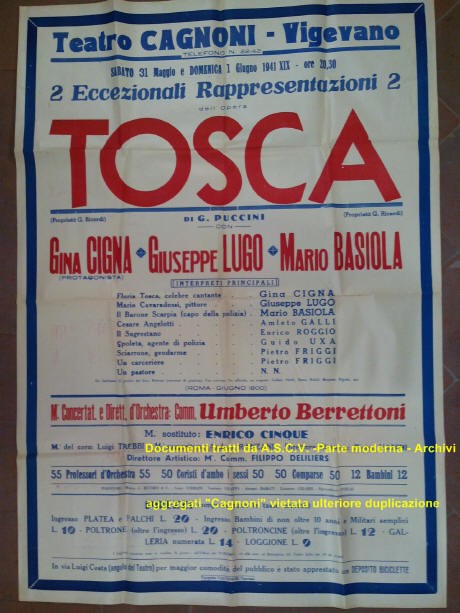 Teatro CAGNONI - Vigevano
TELEFONO N. 22-42
SABATO 31 Maggio e DOMENICA 1 Giugno 1941 XIX - ore 20,30
2 Eccezionali Rappresentazioni 2
dell'Opera
TOSCA
(Proprietà G. Ricordi) DI G. PUCCINI (Proprietà G. Ricordi)
CON
GINA CIGNA GIUSEPPE LUGO MARIO BASIOLA
(PROTAGONISTA)
INTERPRETI PRINCIPALI
Floria Tosca, celebre cantante Gina CIGNA
Mario Cavaradossi, pittore Giuseppe LUGO
Il Barone Scarpia (capo della polizia) Mario BASIOLA
Cesare Angelotti Amleto GALLI
Il Sagrestano Enrico ROGGIO
Spoleta, agente di polizia Guido UXA
Sciarrone, gendarme Pietro FRIGGI
Un carceriere Pietro FRIGGI
Un pastore N. N.
(ROMA - GIUGNO 1800)
M° Concertat. e Dirett. d'Orchestra: Comm. Umberto Berrettoni
M° sostituto: ENRICO CINQUE
M° del coro: Luigi TREBBI
Documenti tratti da A.S.C.V. -Parte moderna - Archivi
Direttore Artistico: M° Comm. FILIPPO DELILIERS
55 Professori d'Orchestra 55 50 Coristi d'ambo i sessi 50 50 Comparse 50 12 Bambini 12
aggregati "Cagnoni" vietata ulteriore duplicazione
Ingresso PLATEA e PALCHI L. 20 - Ingresso Bambini di non oltre 10 anni e Militari semplici
L. 10 - POLTRONE (oltre l'ingresso) L. 20 - POLTRONCINE (oltre l'ingresso) L. 12 - GAL-
LERIA numerata L. 14 - LOGGIONE L.
In via Luigi Costa (angolo del Teatro) per maggior comodità del pubblico è stato apprestato un DEPOSITO BICICLETTE